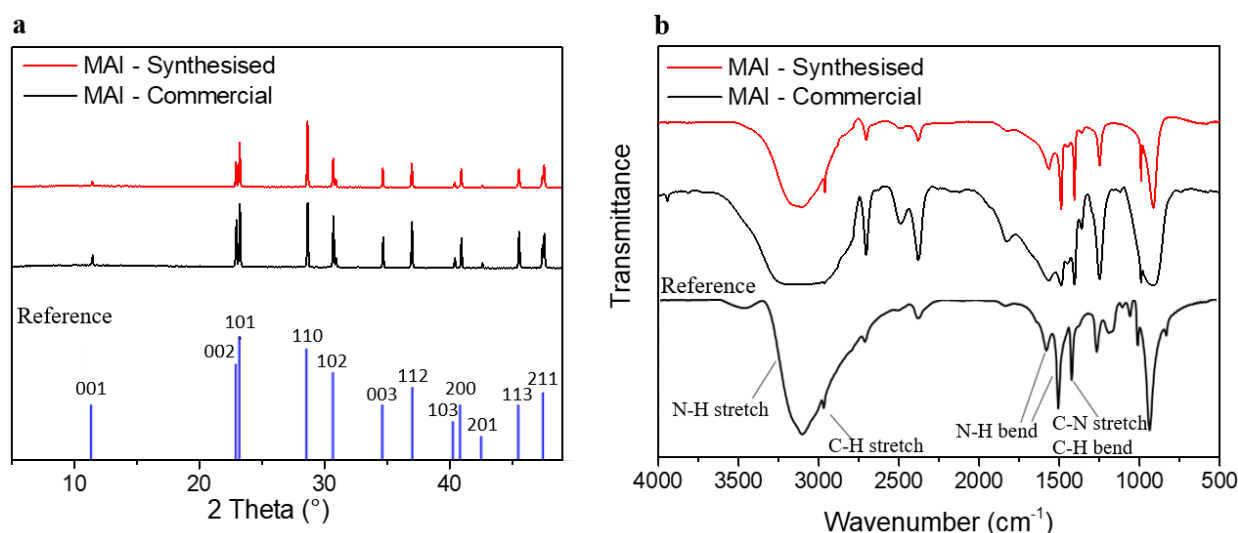 a
MAI - Synthesised
MAI - Commercial
Reference
001
002
101
110
102
003
112
103
200
201
113
211
10
20
30
40
2 Theta (°)
b
MAI - Synthesised
MAI - Commercial
Reference
Transmittance
N-H stretch
C-H stretch
N-H bend
C-N stretch
C-H bend
4000 3500 3000 2500 2000 1500 1000 500
Wavenumber (cm⁻¹)